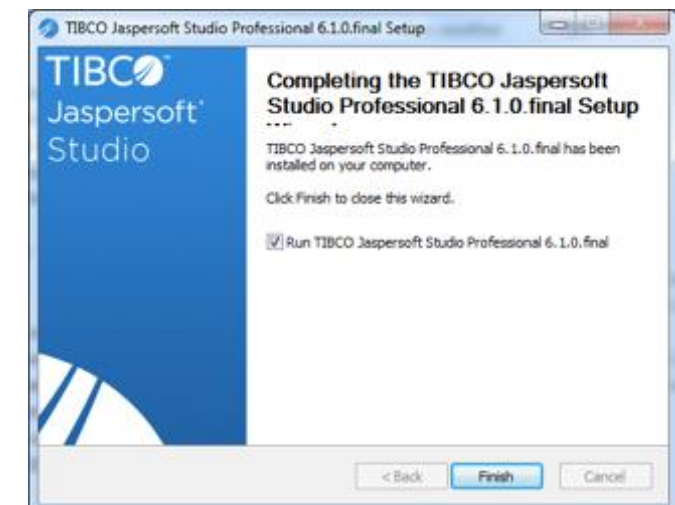 TIBCO Jaspersoft Studio Professional 6.1.0.final Setup
TIBCO™
Jaspersoft®
Studio
Completing the TIBCO Jaspersoft
Studio Professional 6.1.0.final Setup
TIBCO Jaspersoft Studio Professional 6.1.0.final has been
installed on your computer.
Click Finish to close this wizard.
Run TIBCO Jaspersoft Studio Professional 6.1.0.final
< Back
Finish
Cancel